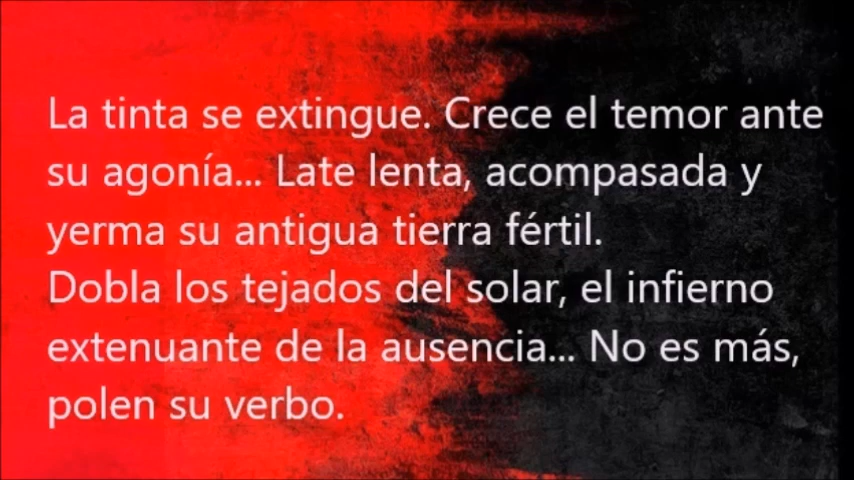 La tinta se extingue. Crece el temor ante
su agonía... Late lenta, acompasada y
yerma su antigua tierra fértil.
Dobla los tejados del solar, el infierno
extenuante de la ausencia... No es más,
polen su verbo.